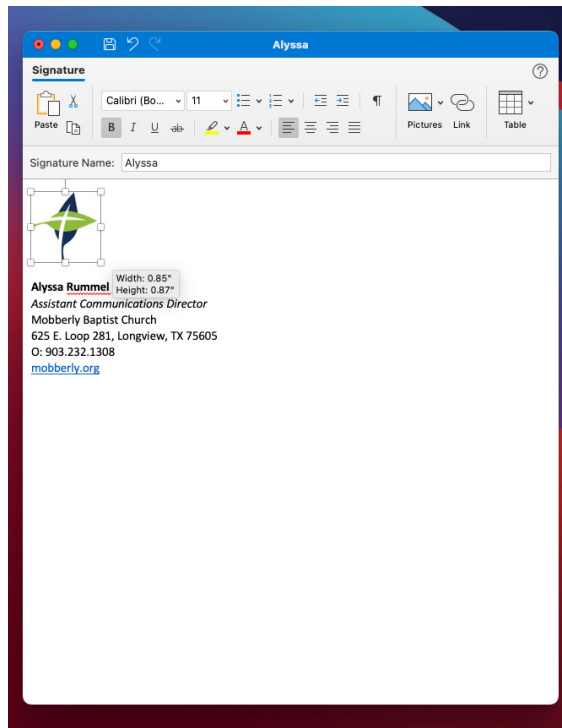 Alyssa
Signature
Calibri (Bo...
11
Paste
B I U ab
A
Pictures Link
Table
Signature Name: Alyssa
Width: 0.85"
Height: 0.87"
Alyssa Rummel
Assistant Communications Director
Mobberly Baptist Church
625 E. Loop 281, Longview, TX 75605
O: 903.232.1308
mobberly.org